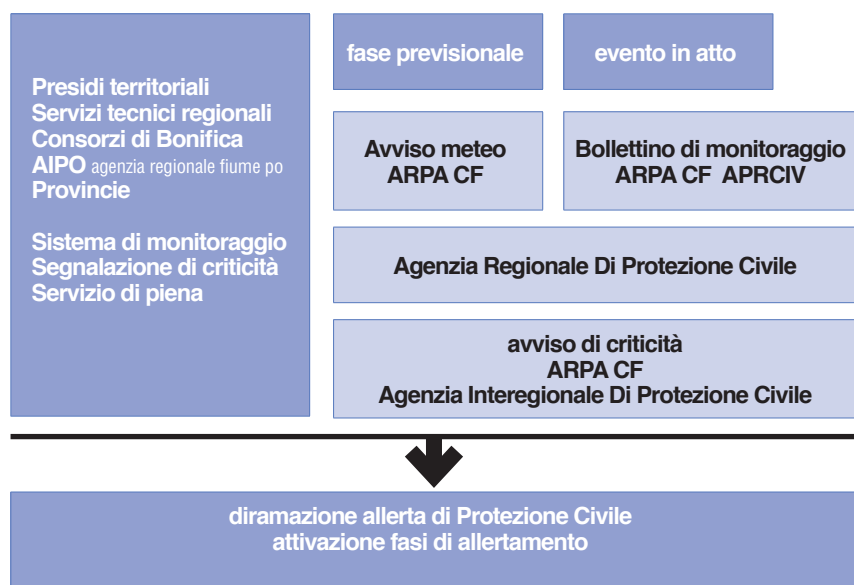 Presidi territoriali
Servizi tecnici regionali
Consorzi di Bonifica
AIPO agenzia regionale fiume po
Provincie
Sistema di monitoraggio
Segnalazione di criticità
Servizio di piena
fase previsionale
evento in atto
Avviso meteo
ARPA CF
Bollettino di monitoraggio
ARPA CF APRCIV
Agenzia Regionale Di Protezione Civile
avviso di criticità
ARPA CF
Agenzia Interegionale Di Protezione Civile
diramazione allerta di Protezione Civile
attivazione fasi di allertamento